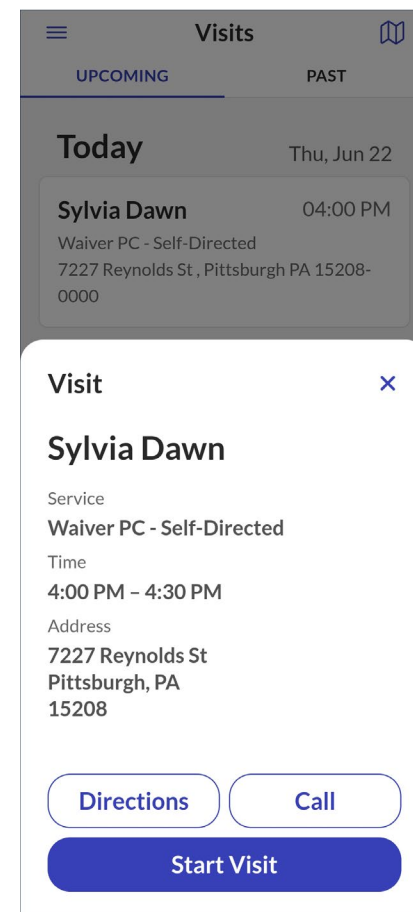 Visits
UPCOMING PAST
Today Thu, Jun 22
Sylvia Dawn 04:00 PM
Waiver PC - Self-Directed
7227 Reynolds St , Pittsburgh PA 15208-
0000
Visit
Sylvia Dawn
Service
Waiver PC - Self-Directed
Time
4:00 PM – 4:30 PM
Address
7227 Reynolds St
Pittsburgh, PA
15208
Directions Call
Start Visit